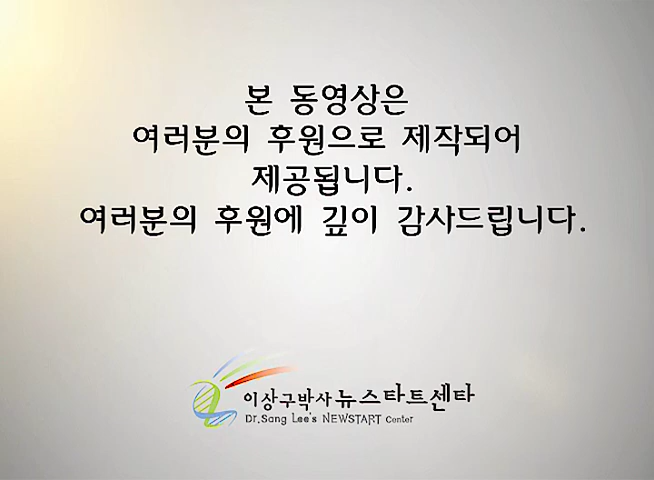 본 동영상은
여러분의 후원으로 제작되어
제공됩니다.
여러분의 후원에 깊이 감사드립니다.
이상구박사 뉴스타트센타
Dr.Sang Lee's NEWSTART Center